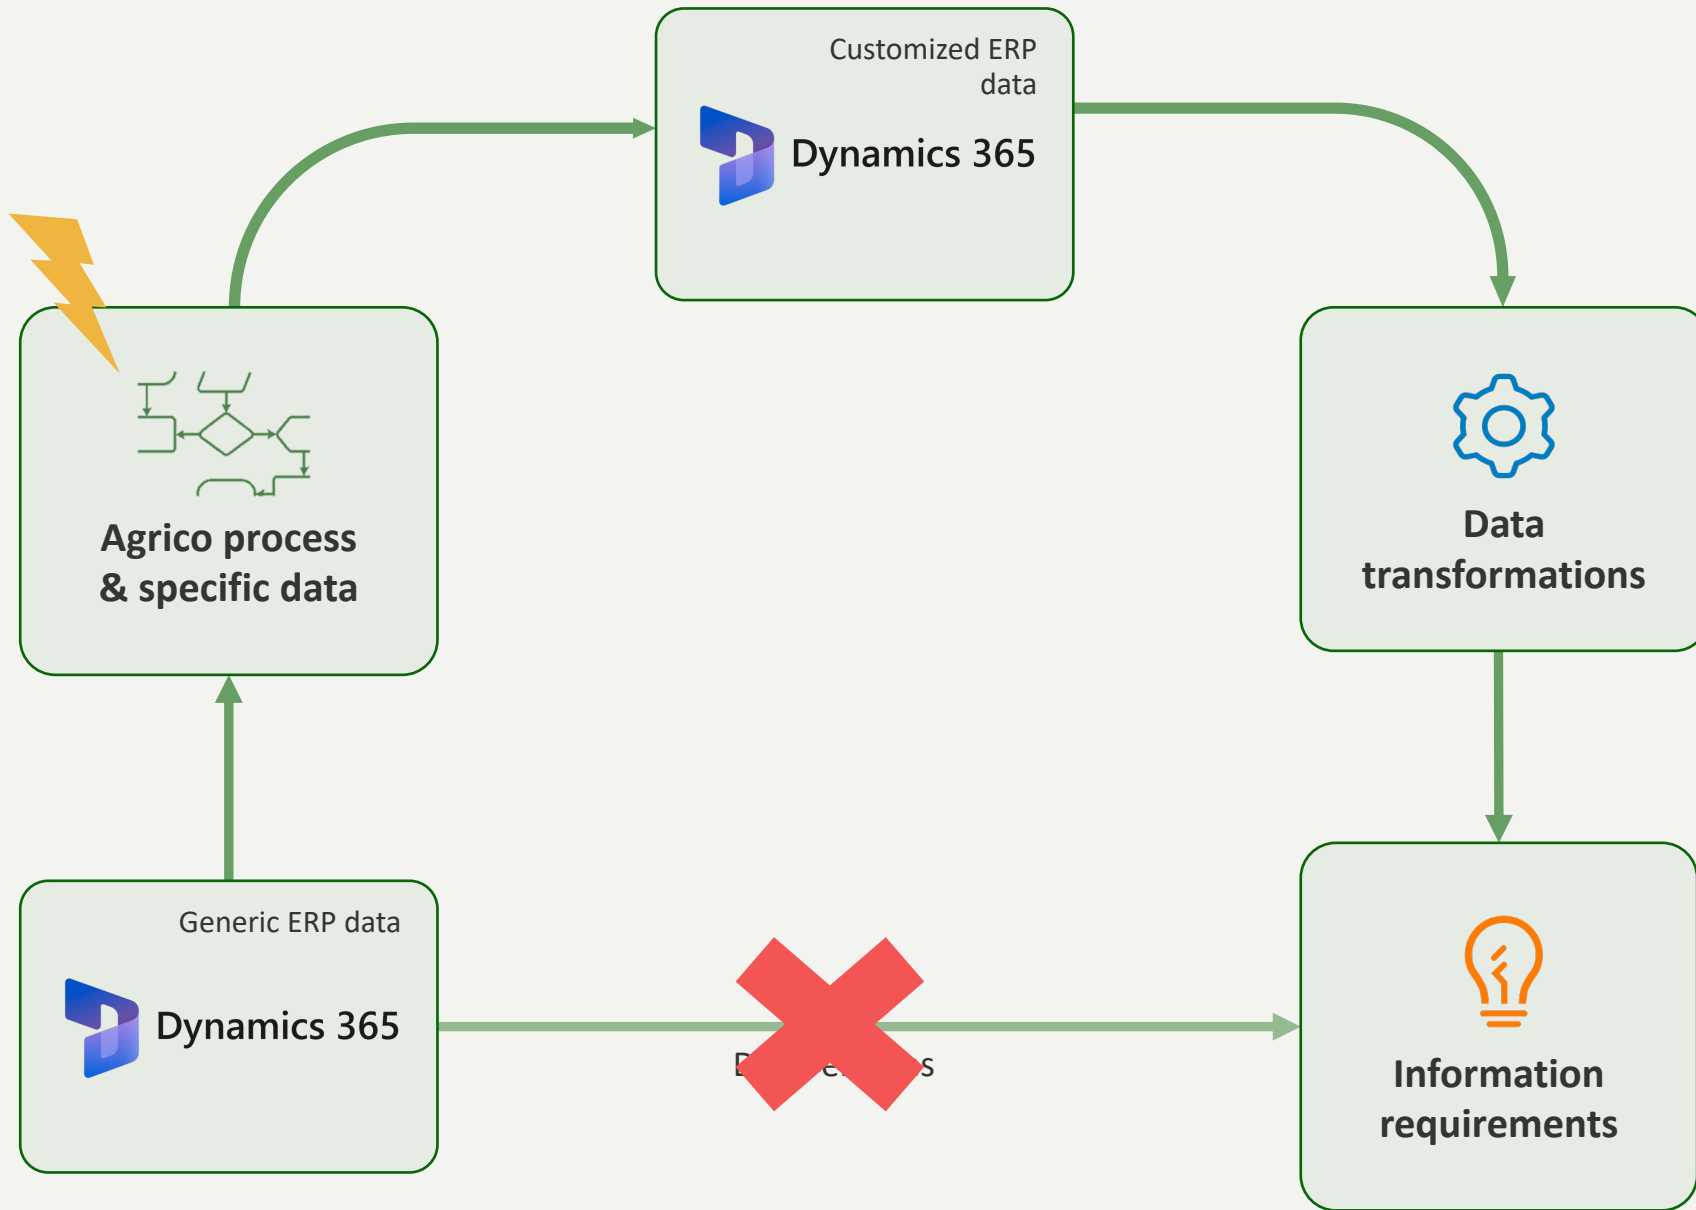 Customized ERP
data
Dynamics 365
Agrico process
& specific data
Data
transformations
Generic ERP data
Dynamics 365
Information
requirements